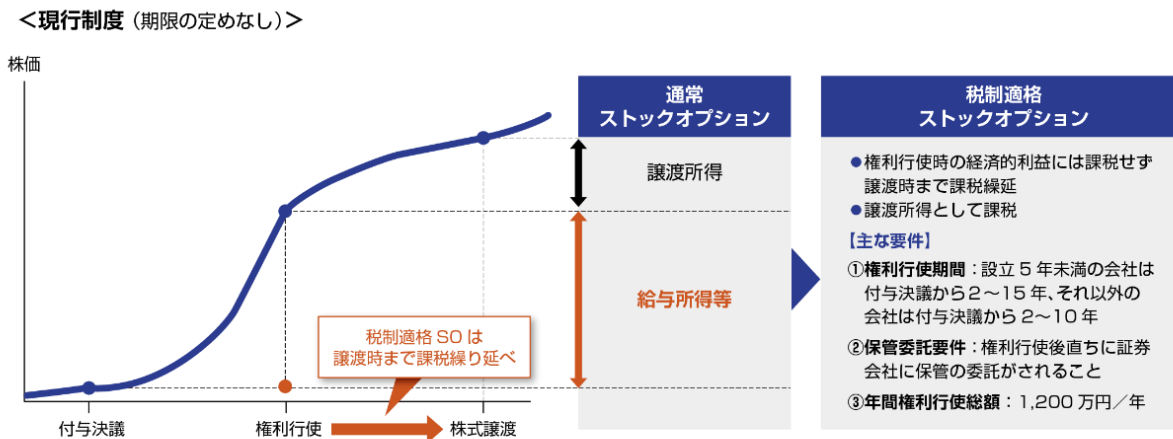 <現行制度（期限の定めなし）>
株価
付与決議
権利行使
株式譲渡
税制適格 SO は
譲渡時まで課税繰り延べ
通常
ストックオプション
譲渡所得
給与所得等
税制適格
ストックオプション
●権利行使時の経済的利益には課税せず
譲渡時まで課税繰延
●譲渡所得として課税
【主な要件】
①権利行使期間：設立 5 年未満の会社は
付与決議から2～15 年、それ以外の
会社は付与決議から 2～10 年
②保管委託要件：権利行使後直ちに証券
会社に保管の委託がされること
③年間権利行使総額：1,200 万円／年